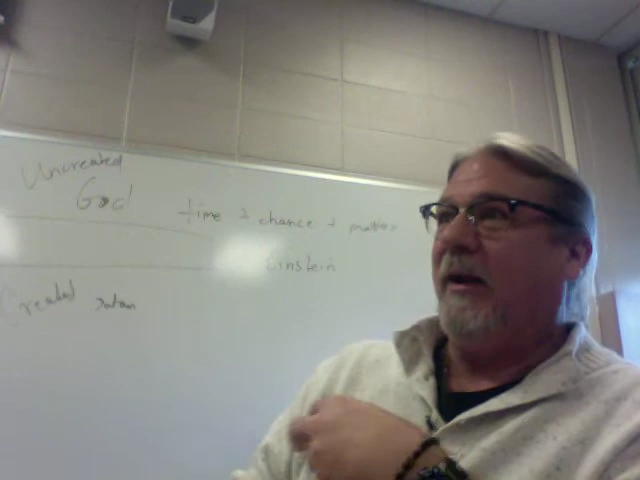 Uncreated
God
time + chance + matter
Einstein
Created Satan